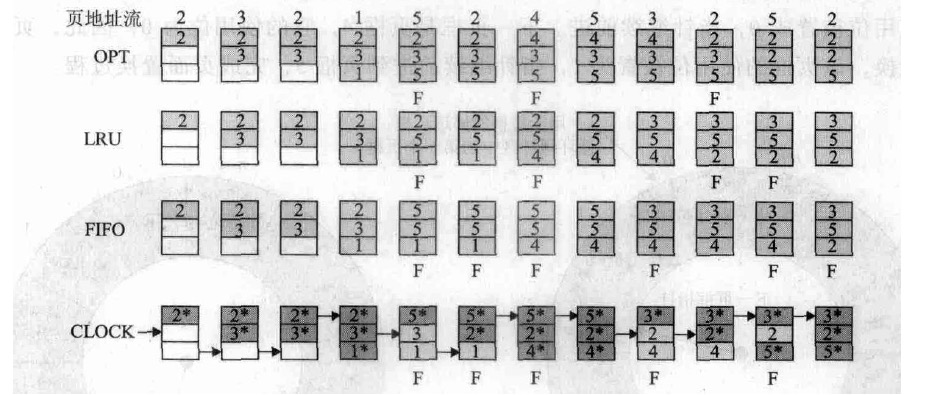 页地址流 2 3 2 1 5 2 4 5 3 2 5 2
2 2 2 2 2 2 4 4 4 2 2 2
OPT 3 3 3 3 3 3 3 3 3 3 3
1 5 5 5 5 5 5 5 5
F F F
2 2 2 2 2 2 2 2 3 3 3 3
LRU 3 3 3 5 5 5 5 5 5 5 5
1 1 1 4 4 4 2 2 2
F F F F
2 2 2 2 5 5 5 5 3 3 3 3
FIFO 3 3 3 5 5 5 5 5 5 5 5
1 1 1 4 4 4 4 4 2
F F F F F F
2* 2* 2* 2* 5* 5* 5* 5* 3* 3* 3* 3*
CLOCK 3* 3* 3* 3 2* 2* 2* 2 2* 2 2*
1* 1 1 4* 4* 4 4 5* 5*
F F F F F